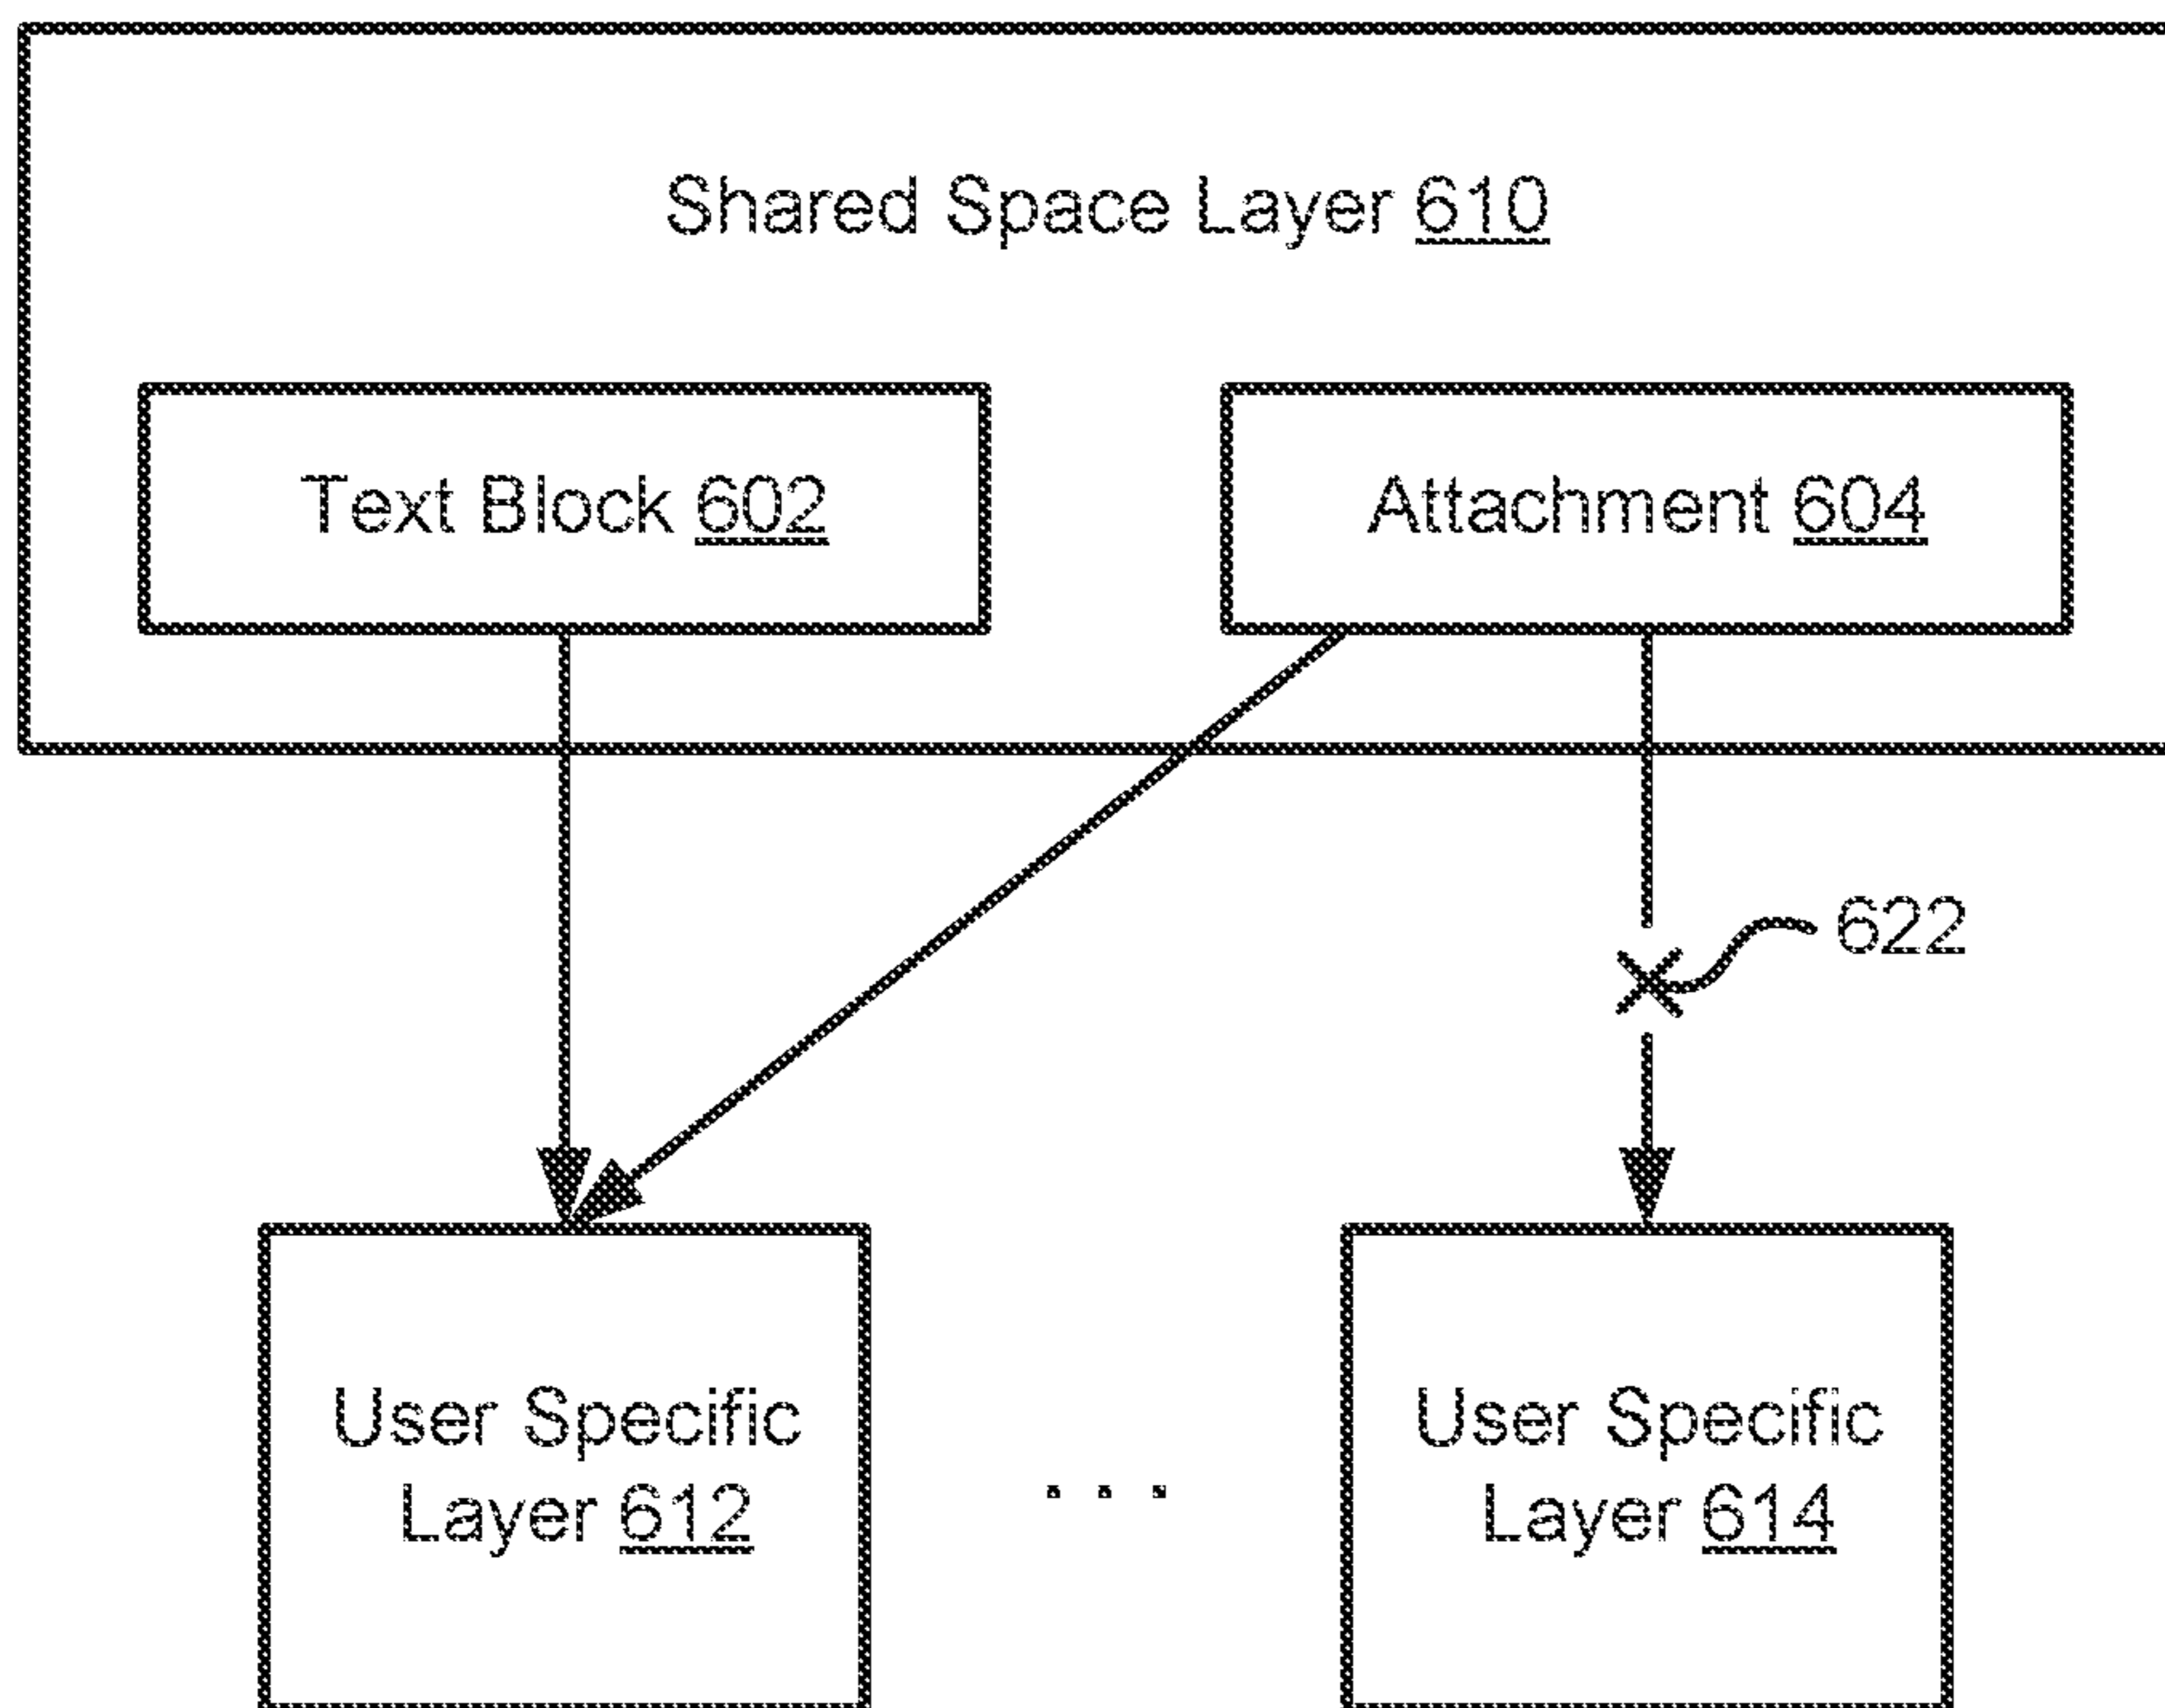 Shared Space Layer 610
Text Block 602
Attachment 604
622
User Specific
Layer 612
. . .
User Specific
Layer 614